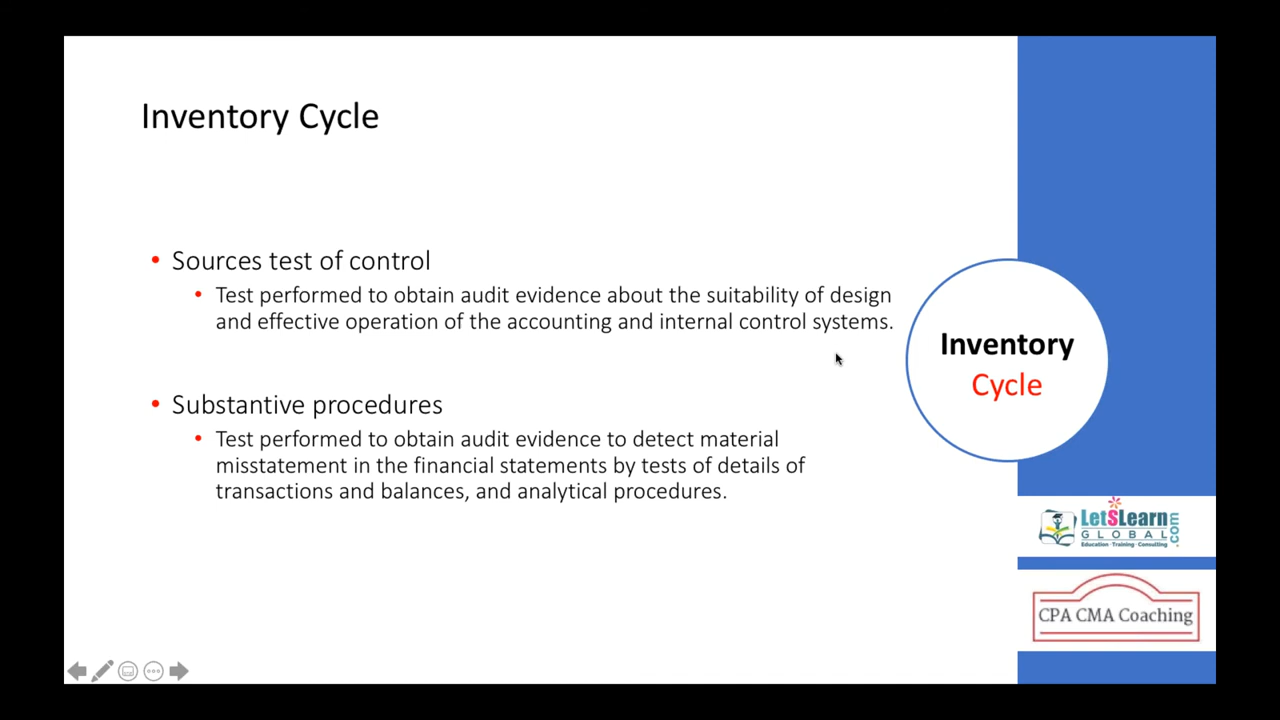 Inventory Cycle
• Sources test of control
• Test performed to obtain audit evidence about the suitability of design
and effective operation of the accounting and internal control systems.
• Substantive procedures
• Test performed to obtain audit evidence to detect material
misstatement in the financial statements by tests of details of
transactions and balances, and analytical procedures.
Inventory
Cycle
LetSLearn
GLOBAL
.com
Education·Training·Consulting
CPA CMA Coaching